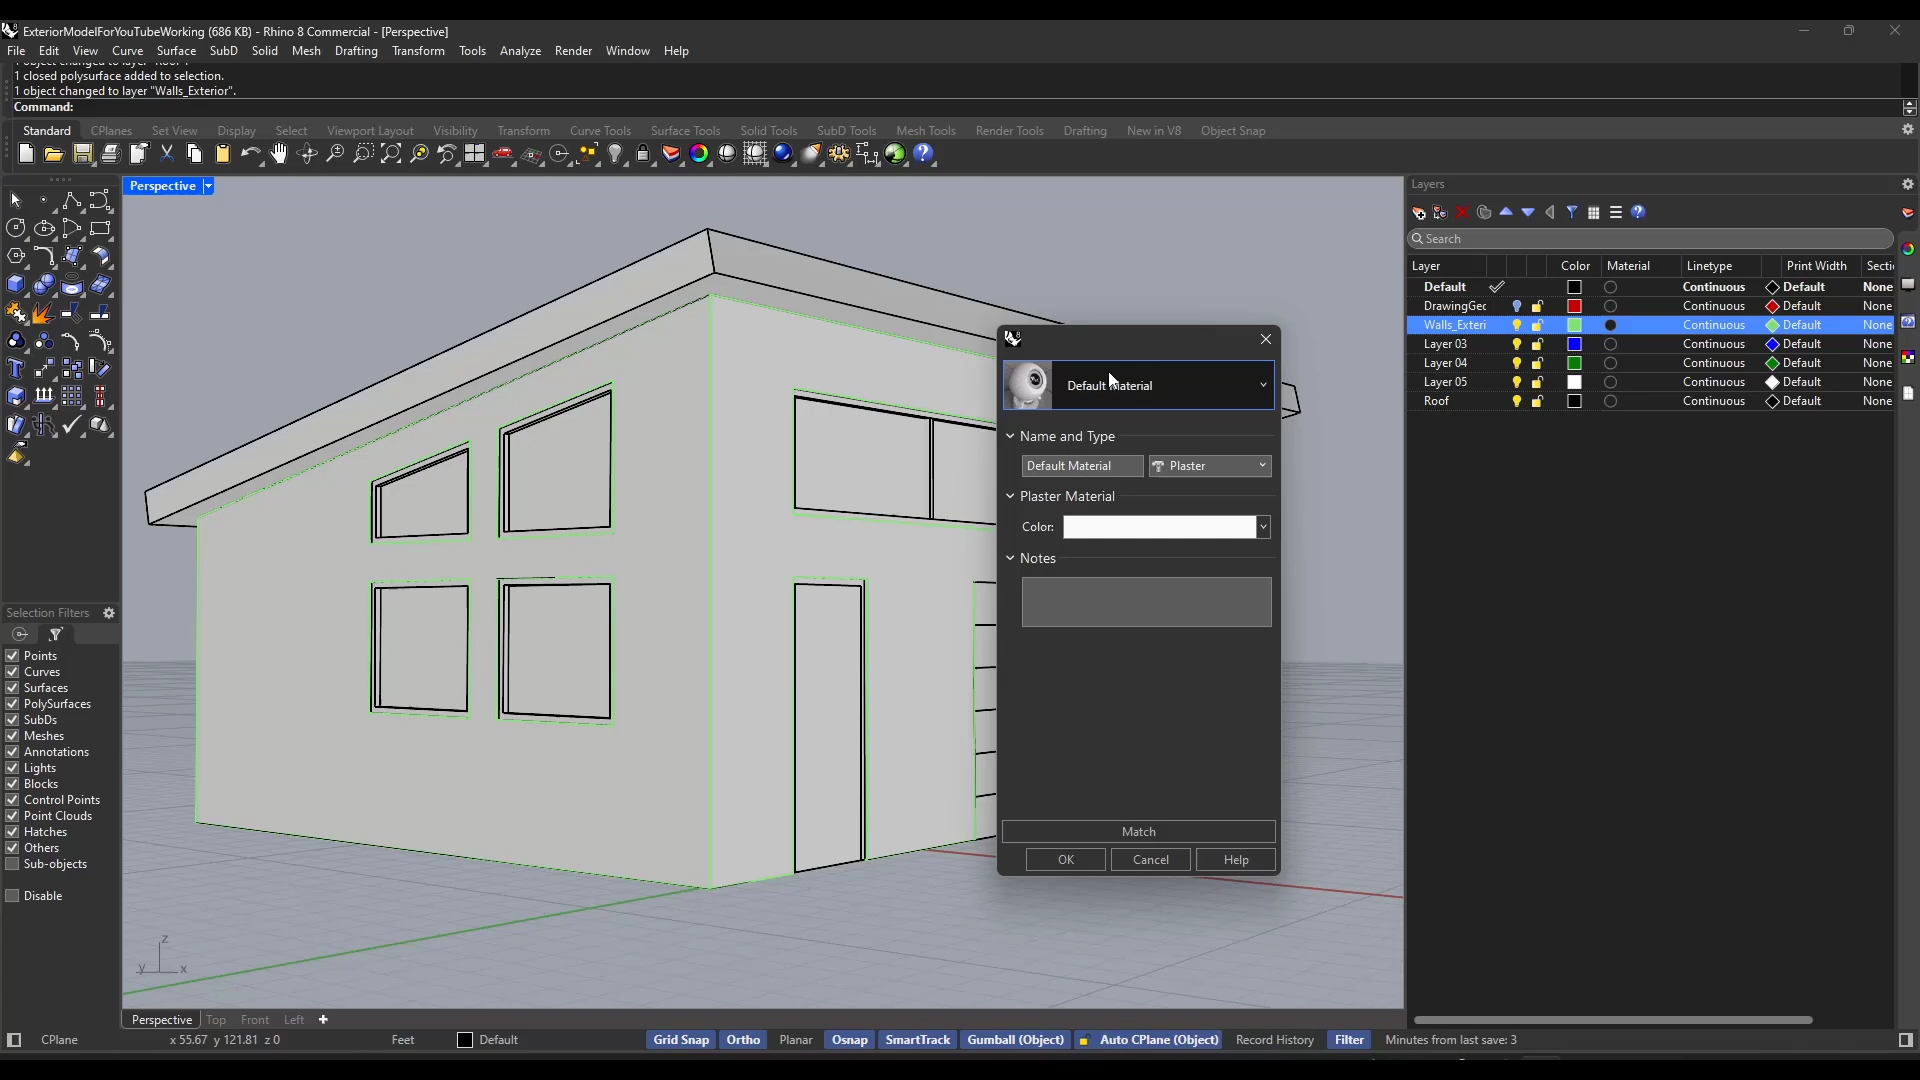 ExteriorModelForYouTubeWorking (686 KB) - Rhino 8 Commercial - [Perspective]
File Edit View Curve Surface SubD Solid Mesh Drafting Transform Tools Analyze Render Window Help
1 object changed to layer "Roof".
1 closed polysurface added to selection.
1 object changed to layer "Walls_Exterior".
Command:
Standard CPlanes Set View Display Select Viewport Layout Visibility Transform Curve Tools Surface Tools Solid Tools SubD Tools Mesh Tools Render Tools Drafting New in V8 Object Snap
Perspective
Layers
Search
Layer Color Material Linetype Print Width Secti
Default Continuous Default None
DrawingGec Continuous Default None
Walls_Exteri Continuous Default None
Layer 03 Continuous Default None
Layer 04 Continuous Default None
Layer 05 Continuous Default None
Roof Continuous Default None
Default Material
Name and Type
Default Material Plaster
Plaster Material
Color:
Notes
Match
OK Cancel Help
Selection Filters
Points
Curves
Surfaces
PolySurfaces
SubDs
Meshes
Annotations
Lights
Blocks
Control Points
Point Clouds
Hatches
Others
Sub-objects
Disable
z
y x
Perspective Top Front Left
CPlane x 55.67 y 121.81 z 0 Feet Default Grid Snap Ortho Planar Osnap SmartTrack Gumball (Object) Auto CPlane (Object) Record History Filter Minutes from last save: 3